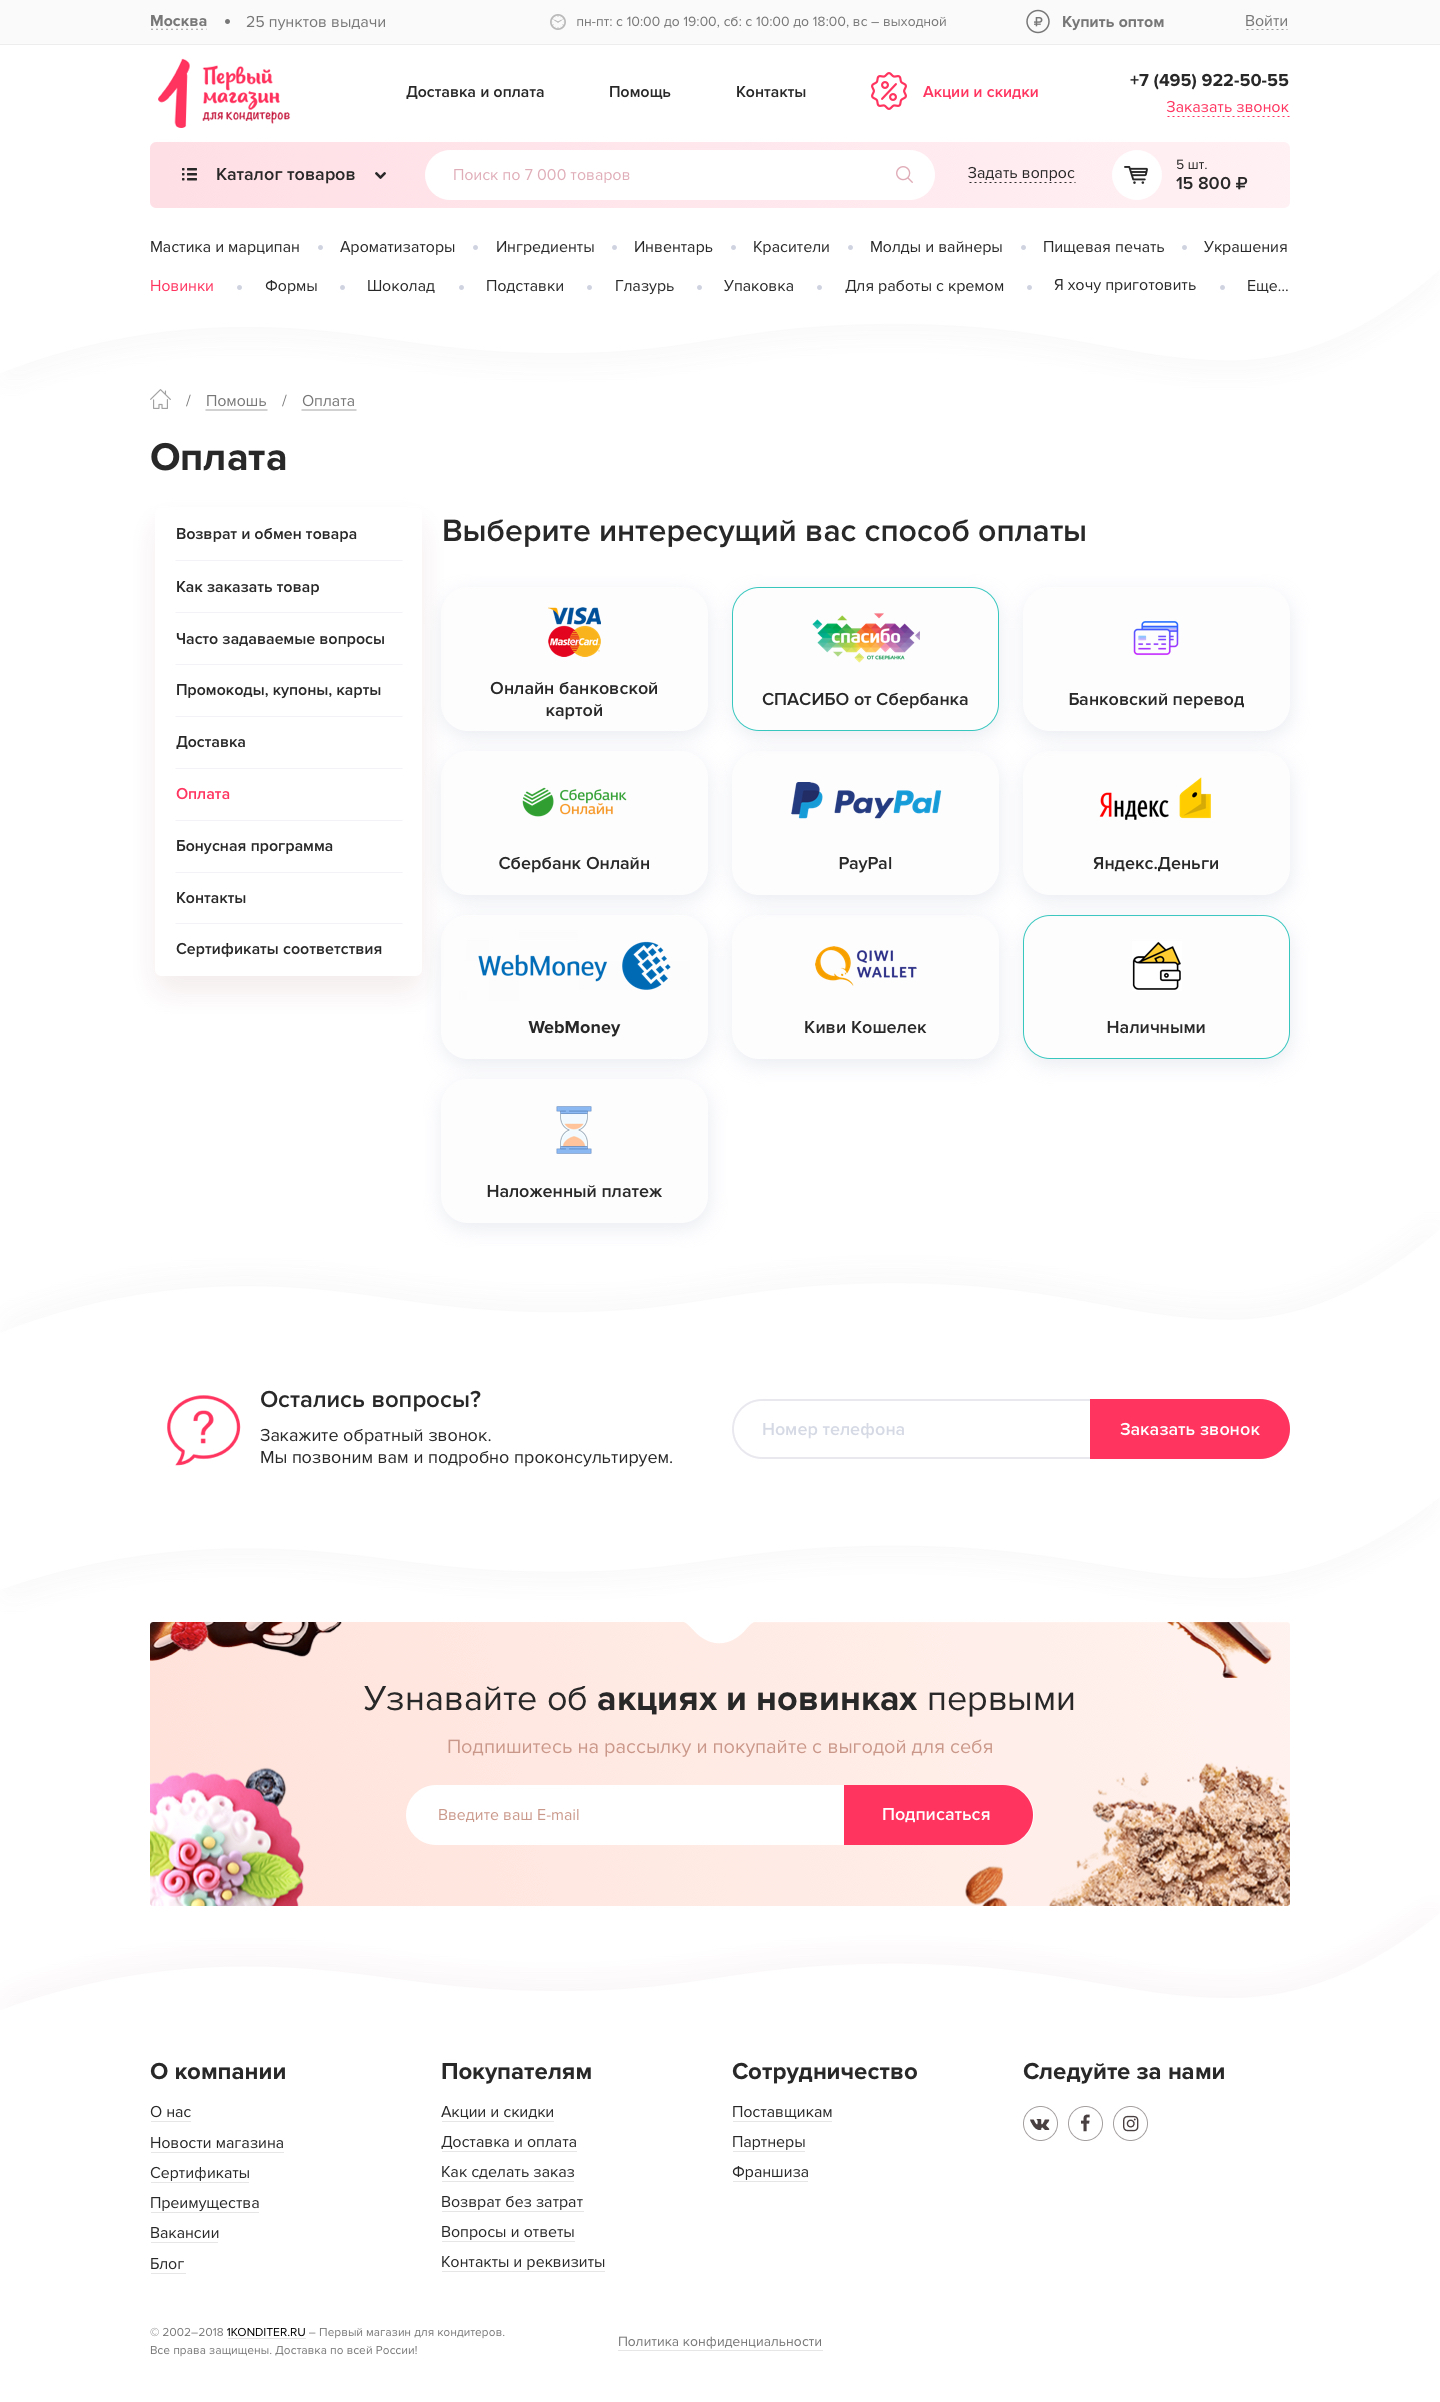 Москва • 25 пунктов выдачи
пн-пт: с 10:00 до 19:00, сб: с 10:00 до 18:00, вс – выходной
Купить оптом
Войти
1 Первый
магазин
для кондитеров
Доставка и оплата
Помощь
Контакты
Акции и скидки
+7 (495) 922-50-55
Заказать звонок
Каталог товаров
Поиск по 7 000 товаров
Задать вопрос
5 шт.
15 800 ₽
Мастика и марципан • Ароматизаторы • Ингредиенты • Инвентарь • Красители • Молды и вайнеры • Пищевая печать • Украшения
Новинки • Формы • Шоколад • Подставки • Глазурь • Упаковка • Для работы с кремом • Я хочу приготовить • Еще...
/ Помошь / Оплата
Оплата
Возврат и обмен товара
Как заказать товар
Часто задаваемые вопросы
Промокоды, купоны, карты
Доставка
Оплата
Бонусная программа
Контакты
Сертификаты соответствия
Выберите интересущий вас способ оплаты
VISA
MasterCard
Онлайн банковской
картой
спасибо
ОТ СБЕРБАНКА
СПАСИБО от Сбербанка
Банковский перевод
Сбербанк
Онлайн
Сбербанк Онлайн
PayPal
PayPal
Яндекс
Яндекс.Деньги
WebMoney
WebMoney
QIWI
WALLET
Киви Кошелек
Наличными
Наложенный платеж
Остались вопросы?
Закажите обратный звонок.
Мы позвоним вам и подробно проконсультируем.
Номер телефона
Заказать звонок
Узнавайте об акциях и новинках первыми
Подпишитесь на рассылку и покупайте с выгодой для себя
Введите ваш E-mail
Подписаться
О компании
О нас
Новости магазина
Сертификаты
Преимущества
Вакансии
Блог
Покупателям
Акции и скидки
Доставка и оплата
Как сделать заказ
Возврат без затрат
Вопросы и ответы
Контакты и реквизиты
Сотрудничество
Поставщикам
Партнеры
Франшиза
Следуйте за нами
© 2002–2018 1KONDITER.RU – Первый магазин для кондитеров.
Все права защищены. Доставка по всей России!
Политика конфиденциальности